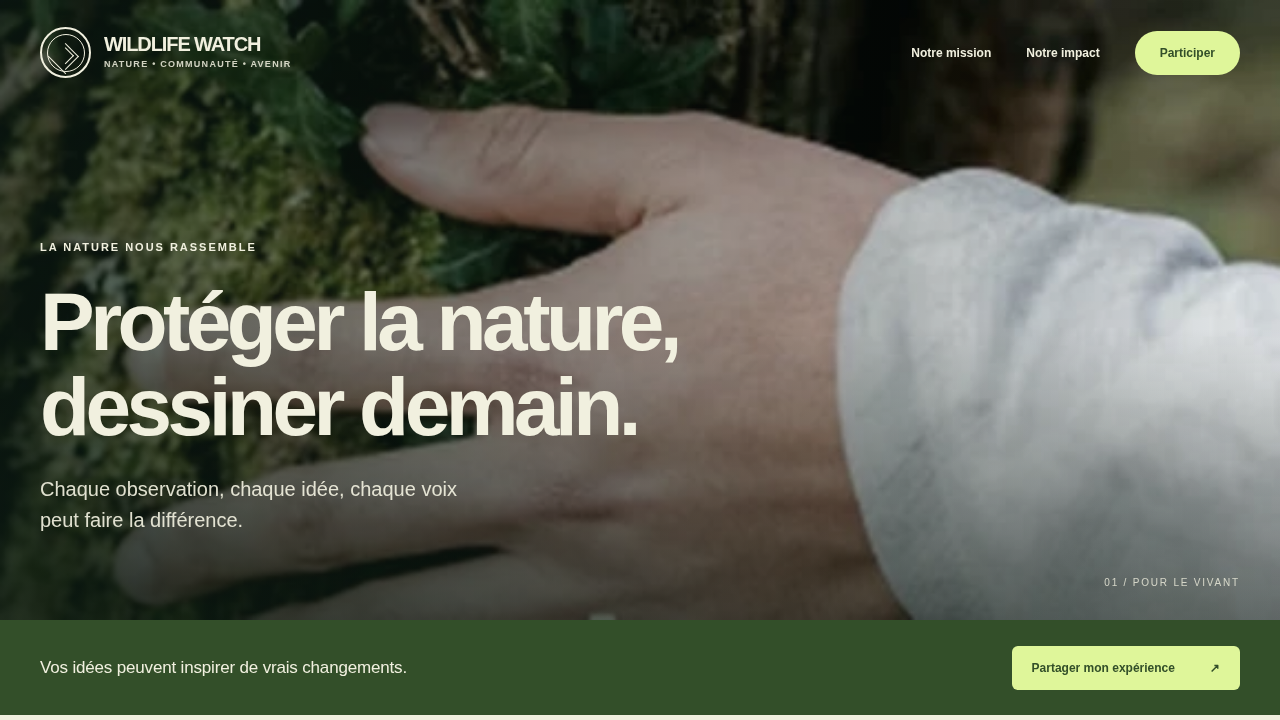 WILDLIFE WATCH
NATURE • COMMUNAUTÉ • AVENIR
Notre mission
Notre impact
Participer
LA NATURE NOUS RASSEMBLE
Protéger la nature,
dessiner demain.
Chaque observation, chaque idée, chaque voix
peut faire la différence.
01 / POUR LE VIVANT
Vos idées peuvent inspirer de vrais changements.
Partager mon expérience ↗